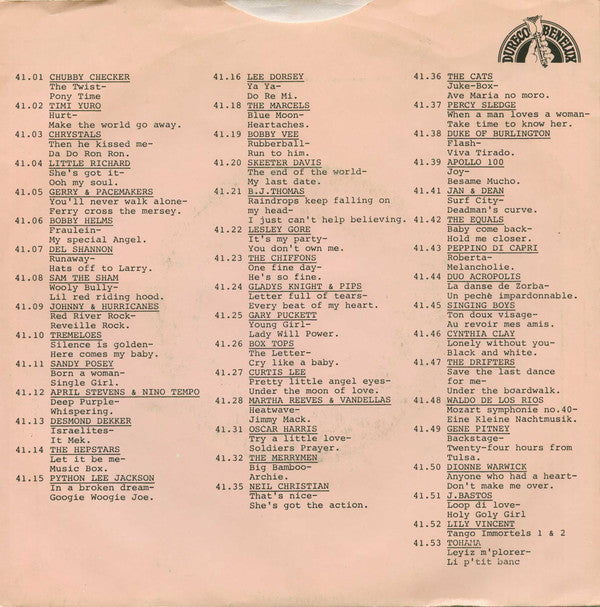 DURECO BENELUX
41.01 CHUBBY CHECKER
The Twist-
Pony Time
41.02 TIMI YURO
Hurt-
Make the world go away.
41.03 CHRYSTALS
Then he kissed me-
Da Do Ron Ron.
41.04 LITTLE RICHARD
She's got it-
Ooh my soul.
41.05 GERRY & PACEMAKERS
You'll never walk alone-
Ferry cross the mersey.
41.06 BOBBY HELMS
Fraulein-
My special Angel.
41.07 DEL SHANNON
Runaway-
Hats off to Larry.
41.08 SAM THE SHAM
Wooly Bully-
Lil red riding hood.
41.09 JOHNNY & HURRICANES
Red River Rock-
Reveille Rock.
41.10 TREMELOES
Silence is golden-
Here comes my baby.
41.11 SANDY POSEY
Born a woman-
Single Girl.
41.12 APRIL STEVENS & NINO TEMPO
Deep Purple-
Whispering.
41.13 DESMOND DEKKER
Israelites-
It Mek.
41.14 THE HEPSTARS
Let it be me-
Music Box.
41.15 PYTHON LEE JACKSON
In a broken dream-
Googie Woogie Joe.
41.16 LEE DORSEY
Ya Ya-
Do Re Mi.
41.18 THE MARCELS
Blue Moon-
Heartaches.
41.19 BOBBY VEE
Rubberball-
Run to him.
41.20 SKEETER DAVIS
The end of the world-
My last date.
41.21 B.J.THOMAS
Raindrops keep falling on
my head-
I just can't help believing.
41.22 LESLEY GORE
It's my party-
You don't own me.
41.23 THE CHIFFONS
One fine day-
He's so fine.
41.24 GLADYS KNIGHT & PIPS
Letter full of tears-
Every beat of my heart.
41.25 GARY PUCKETT
Young Girl-
Lady Will Power.
41.26 BOX TOPS
The Letter-
Cry like a baby.
41.27 CURTIS LEE
Pretty little angel eyes-
Under the moon of love.
41.28 MARTHA REEVES & VANDELLAS
Heatwave-
Jimmy Mack.
41.31 OSCAR HARRIS
Try a little love-
Soldiers Prayer.
41.32 THE MERRYMEN
Big Bamboo-
Archie.
41.35 NEIL CHRISTIAN
That's nice-
She's got the action.
41.36 THE CATS
Juke-Box-
Ave Maria no moro.
41.37 PERCY SLEDGE
When a man loves a woman-
Take time to know her.
41.38 DUKE OF BURLINGTON
Flash-
Viva Tirado.
41.39 APOLLO 100
Joy-
Besame Mucho.
41.41 JAN & DEAN
Surf City-
Deadman's curve.
41.42 THE EQUALS
Baby come back-
Hold me closer.
41.43 PEPPINO DI CAPRI
Roberta-
Melancholie.
41.44 DUO ACROPOLIS
La danse de Zorba-
Un pechè impardonnable.
41.45 SINGING BOYS
Ton doux visage-
Au revoir mes amis.
41.46 CYNTHIA CLAY
Lonely without you-
Black and white.
41.47 THE DRIFTERS
Save the last dance
for me-
Under the boardwalk.
41.48 WALDO DE LOS RIOS
Mozart symphonie no.40-
Eine Kleine Nachtmusik.
41.49 GENE PITNEY
Backstage-
Twenty-four hours from
Tulsa.
41.50 DIONNE WARWICK
Anyone who had a heart-
Don't make me over.
41.51 J.BASTOS
Loop di love-
Holy Goly Girl
41.52 LILY VINCENT
Tango Immortels 1 & 2
41.53 TOHAMA
Leyiz m'plorer-
Li p'tit banc